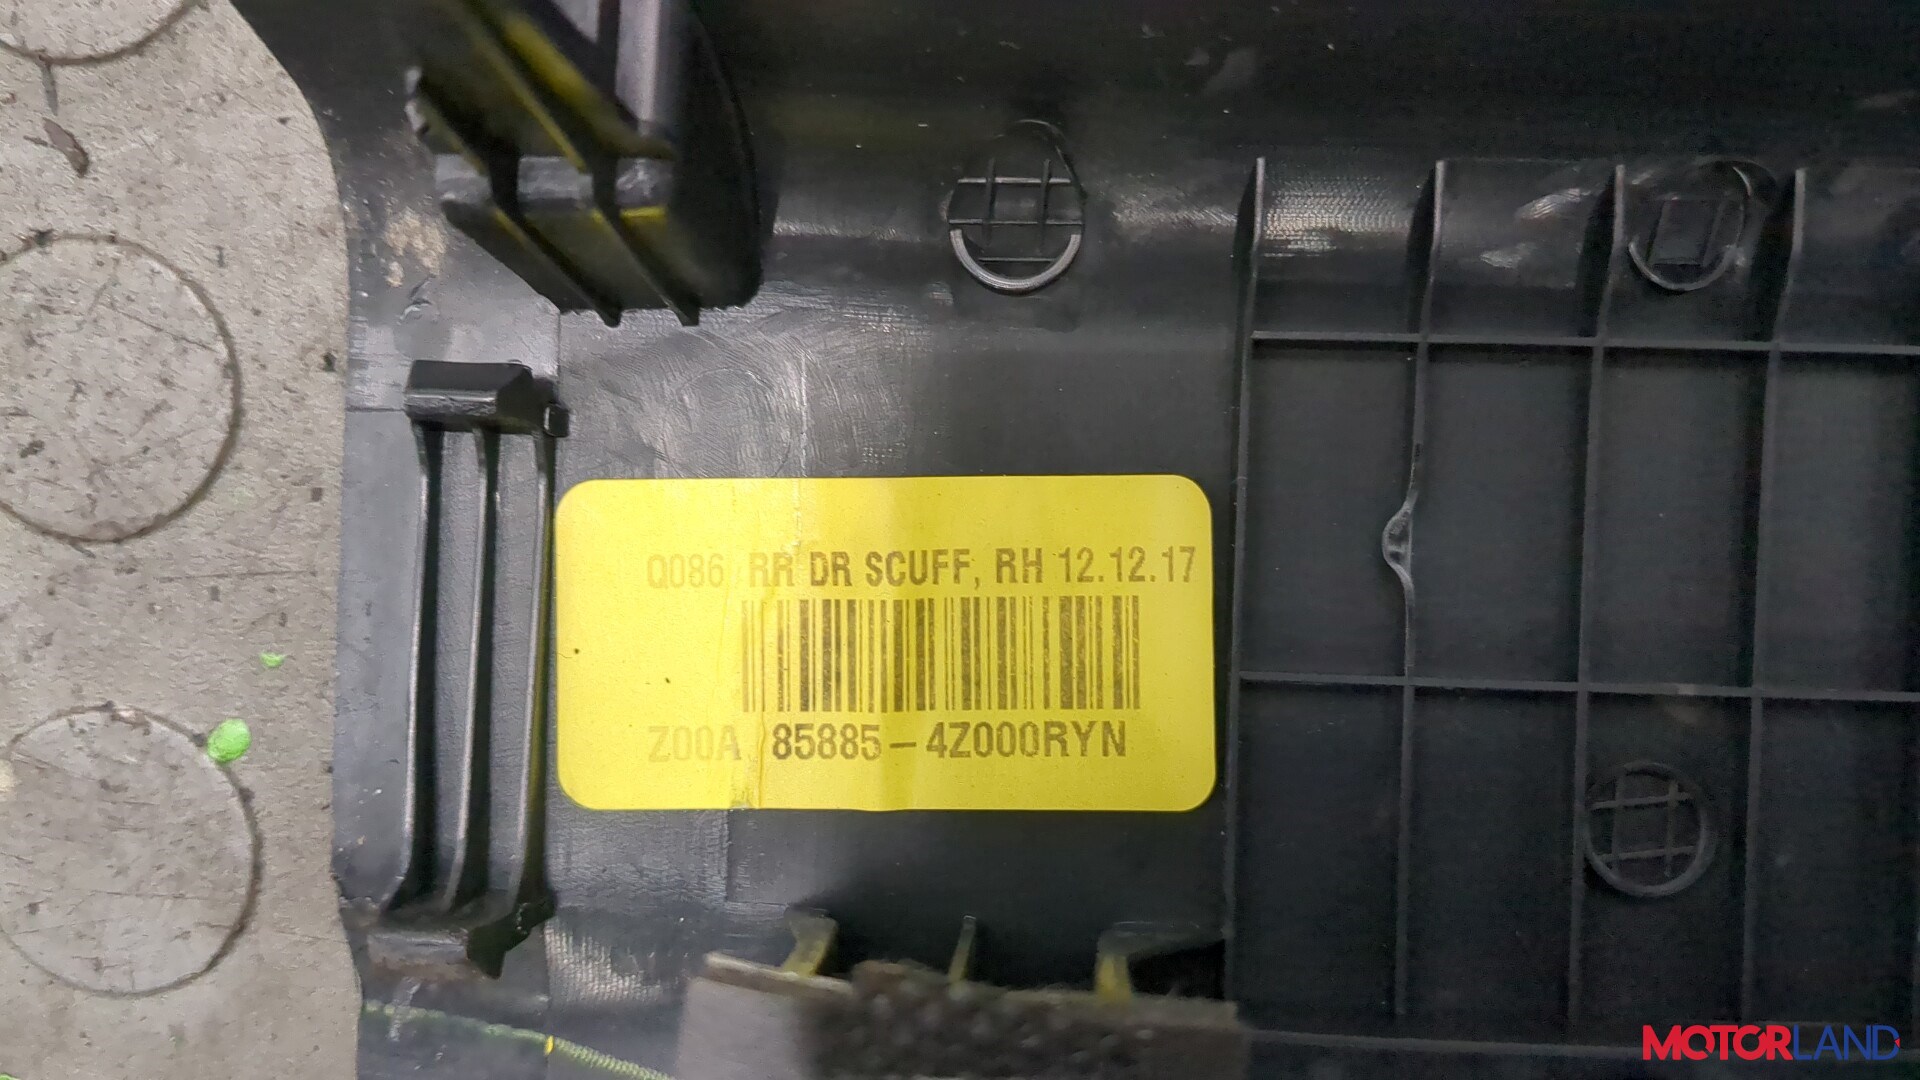 Q086 RR DR SCUFF, RH 12.12.17
Z00A 85885-4Z000RYN
MOTORLAND